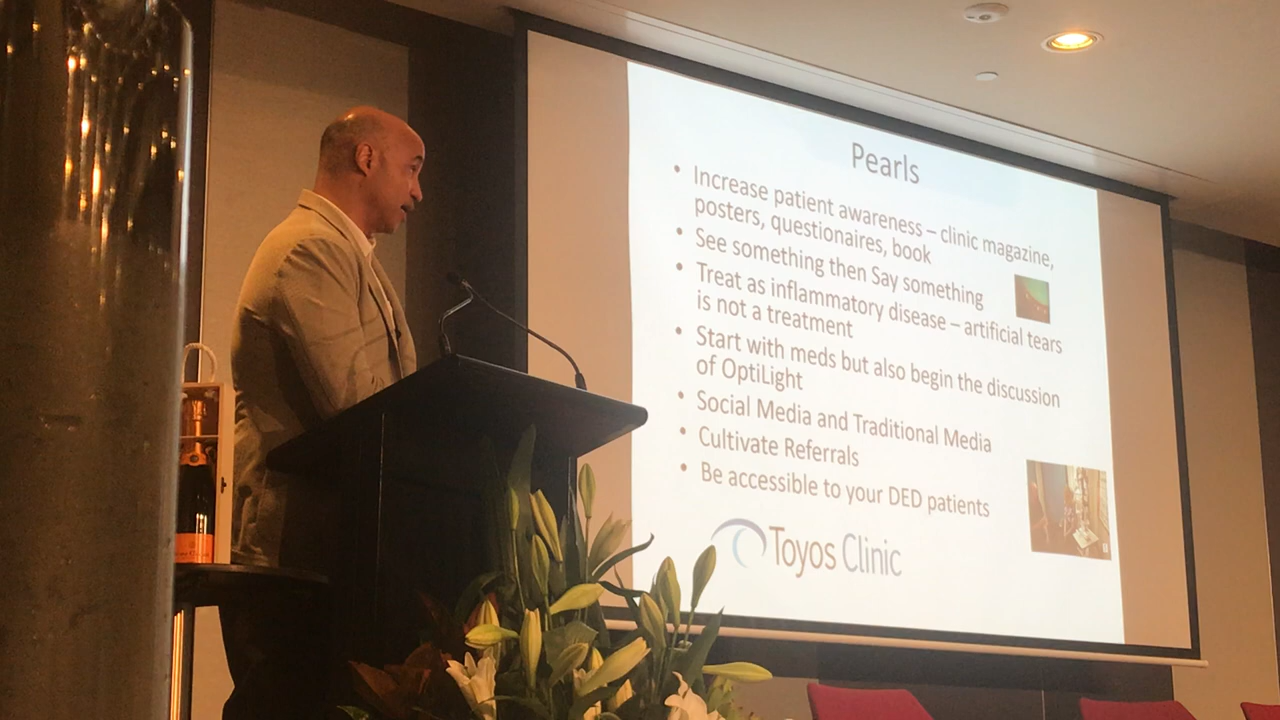 Pearls
• Increase patient awareness – clinic magazine,
posters, questionaires, book
• See something then Say something
• Treat as inflammatory disease – artificial tears
is not a treatment
• Start with meds but also begin the discussion
of OptiLight
• Social Media and Traditional Media
• Cultivate Referrals
• Be accessible to your DED patients
Toyos Clinic